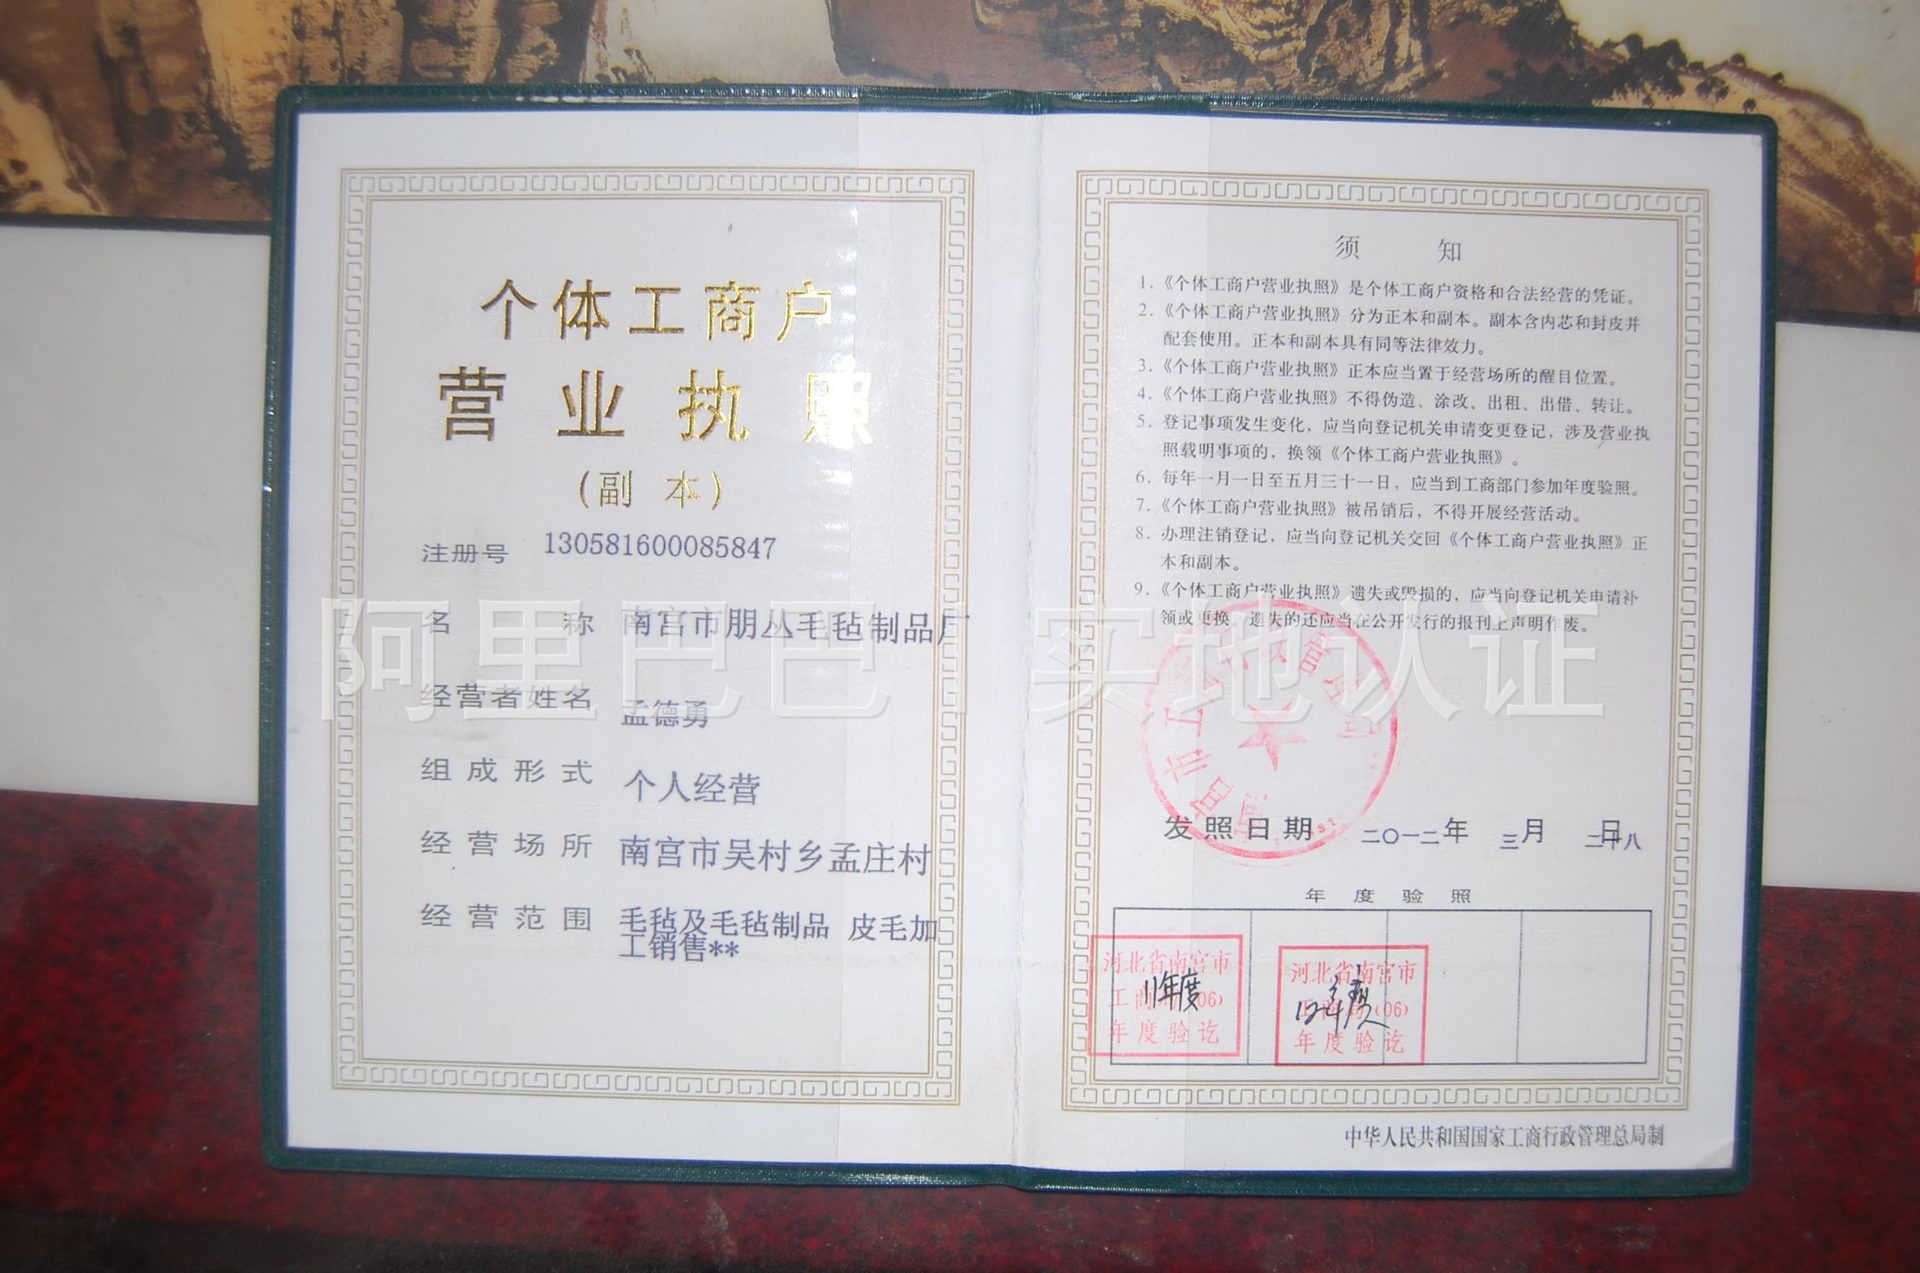 个体工商户
营业执照
(副 本)
注册号 130581600085847
名 称 南宫市朋丛毛毡制品厂
经营者姓名 孟德勇
组成形式 个人经营
经营场所 南宫市吴村乡孟庄村
经营范围 毛毡及毛毡制品 皮毛加
工销售**
须 知
1.《个体工商户营业执照》是个体工商户资格和合法经营的凭证。
2.《个体工商户营业执照》分为正本和副本。副本含内芯和封皮并
配套使用。正本和副本具有同等法律效力。
3.《个体工商户营业执照》正本应当置于经营场所的醒目位置。
4.《个体工商户营业执照》不得伪造、涂改、出租、出借、转让。
5. 登记事项发生变化，应当向登记机关申请变更登记，涉及营业执
照载明事项的，换领《个体工商户营业执照》。
6. 每年一月一日至五月三十一日，应当到工商部门参加年度验照。
7.《个体工商户营业执照》被吊销后，不得开展经营活动。
8. 办理注销登记，应当向登记机关交回《个体工商户营业执照》正
本和副本。
9.《个体工商户营业执照》遗失或毁损的，应当向登记机关申请补
领或更换。遗失的还应当在公开发行的报刊上声明作废。
阿里巴巴 / 实地认证
发照日期 二〇一二年 三月 二十八日
年 度 验 照
河北省南宫市
工商 (06)
年度验讫
11年度
河北省南宫市
工商 (06)
年度验讫
12年
中华人民共和国国家工商行政管理总局制